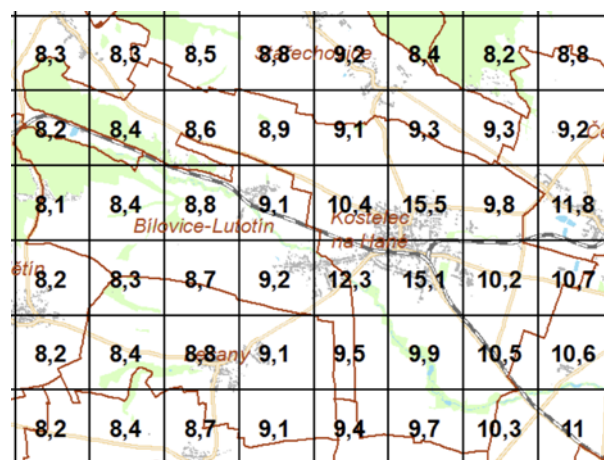 8,3 8,3 8,5 8,8 9,2 8,4 8,2 8,8
8,2 8,4 8,6 8,9 9,1 9,3 9,3 9,2
8,1 8,4 8,8 9,1 10,4 15,5 9,8 11,8
Bílovice-Lutotín Kostelec
na Hané
8,2 8,3 8,7 9,2 12,3 15,1 10,2 10,7
8,2 8,4 8,8 9,1 9,5 9,9 10,5 10,6
8,2 8,4 8,7 9,1 9,4 9,7 10,3 11